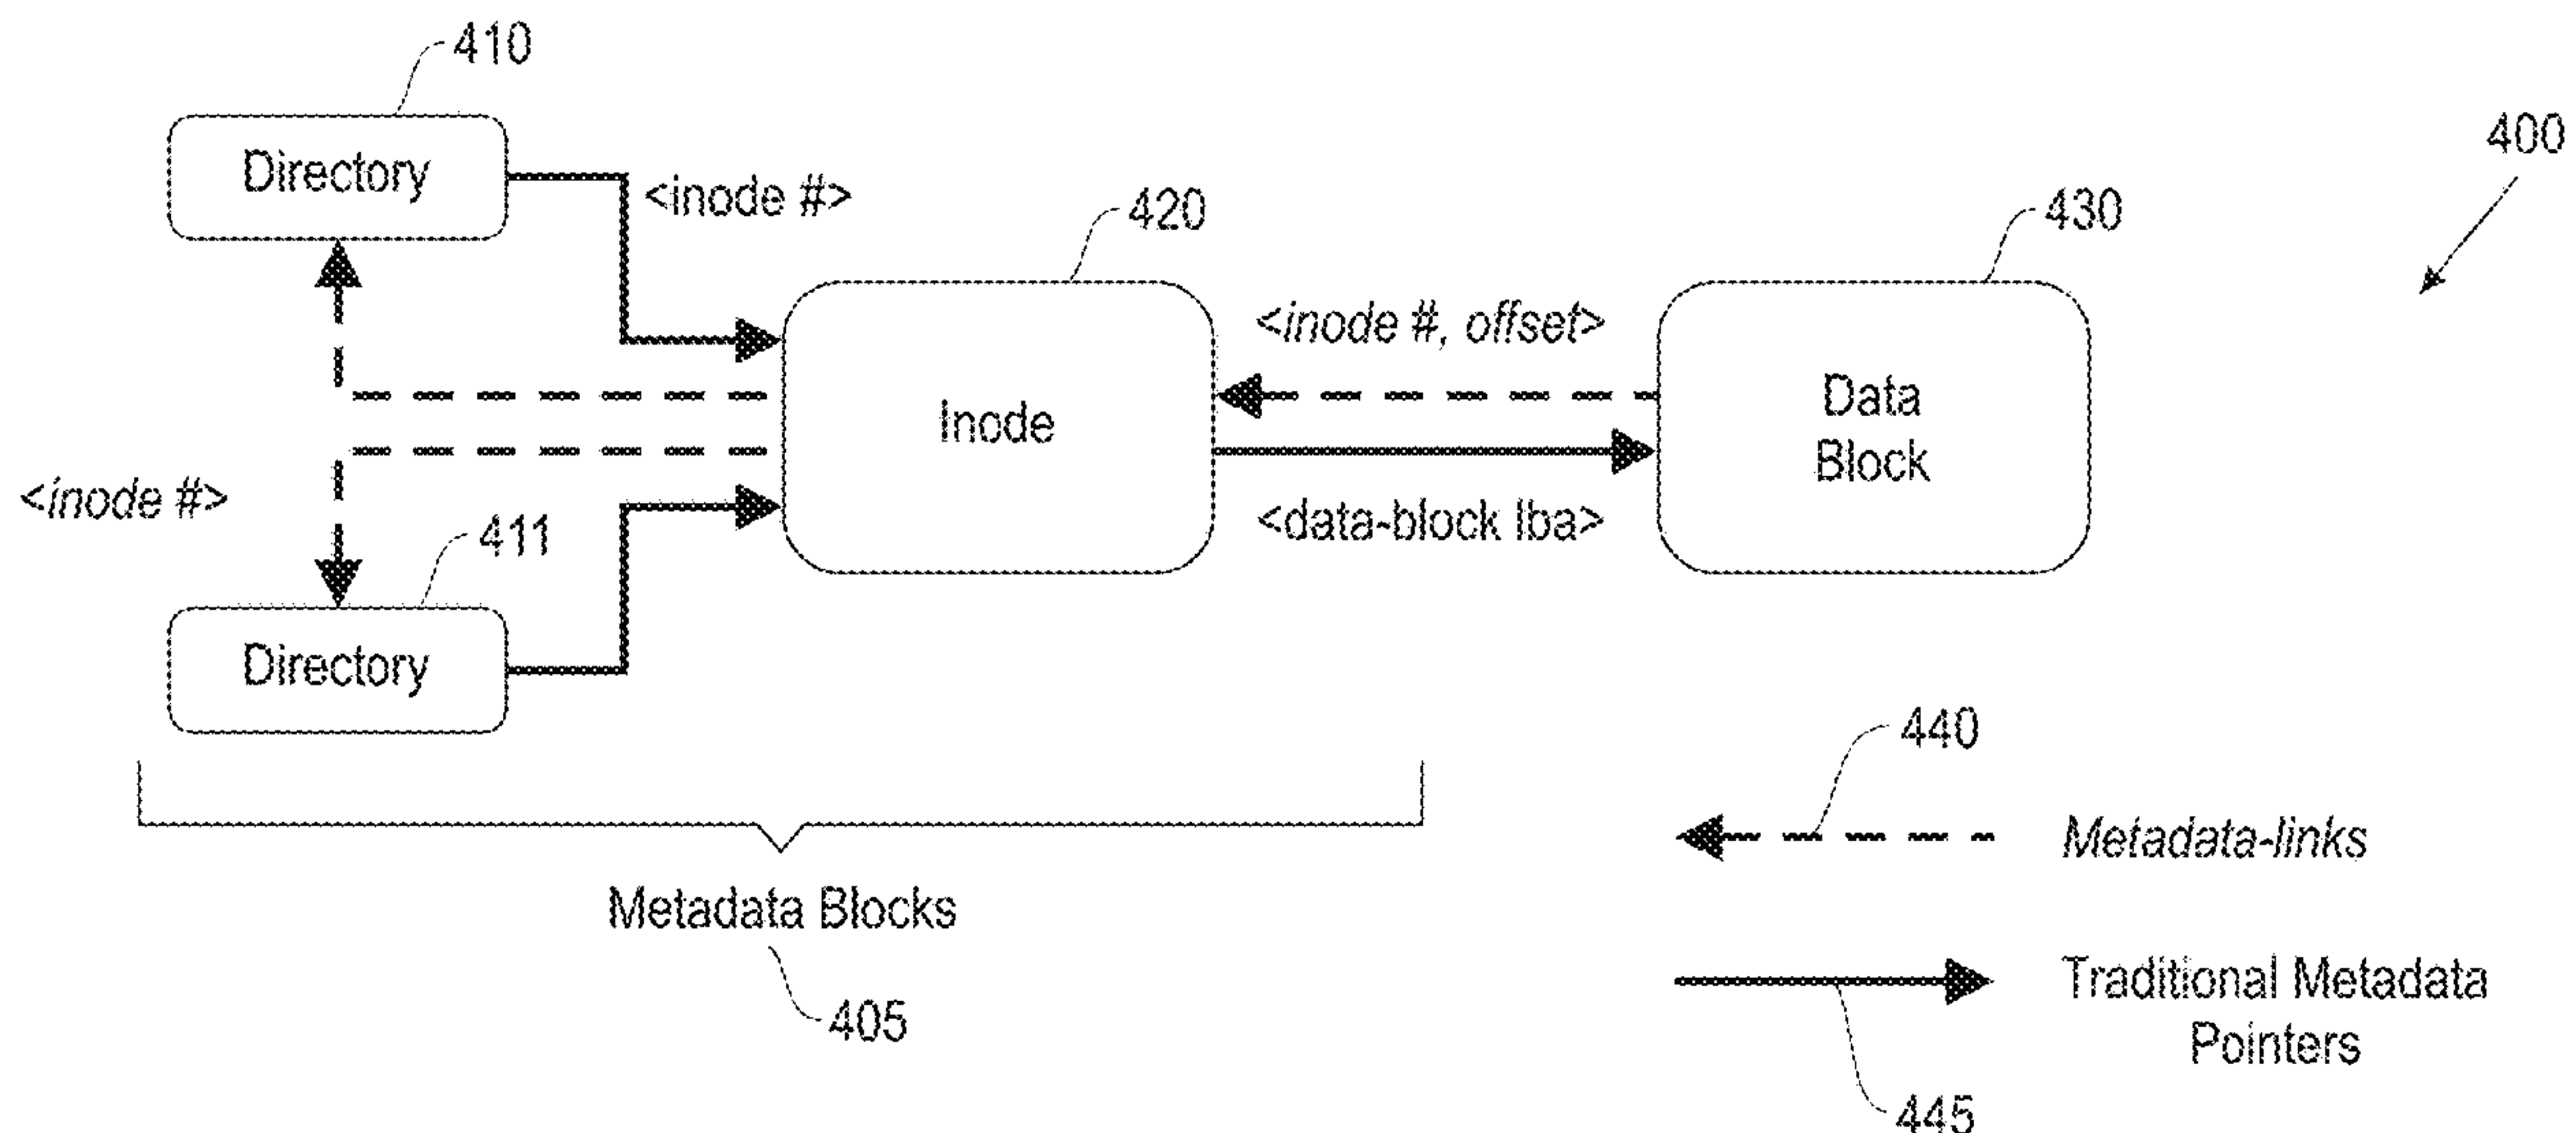 410
Directory
<inode #>
400
420
430
<inode #, offset>
Inode
Data
Block
<inode #>
<data-block lba>
411
Directory
440
Metadata-links
Metadata Blocks
405
Traditional Metadata
Pointers
445